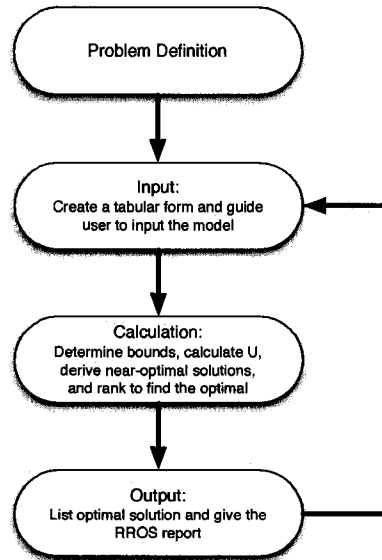 Problem Definition
Input:
Create a tabular form and guide
user to input the model
Calculation:
Determine bounds, calculate U,
derive near-optimal solutions,
and rank to find the optimal
Output:
List optimal solution and give the
RROS report